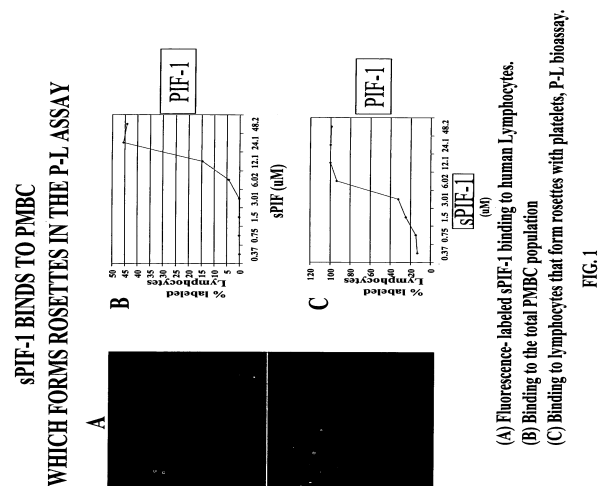 sPIF-1 BINDS TO PMBC
WHICH FORMS ROSETTES IN THE P-L ASSAY
A
B
% labeled
Lymphocytes
50
45
40
35
30
25
20
15
10
5
0
0.37 0.75 1.5 3.01 6.02 12.1 24.1 48.2
sPIF (uM)
PIF-1
C
% labeled
Lymphocytes
120
100
80
60
40
20
0
0.37 0.75 1.5 3.01 6.02 12.1 24.1 48.2
sPIF-1
(uM)
PIF-1
(A) Fluorescence- labeled sPIF-1 binding to human Lymphocytes.
(B) Binding to the total PMBC population
(C) Binding to lymphocytes that form rosettes with platelets, P-L bioassay.
FIG. 1